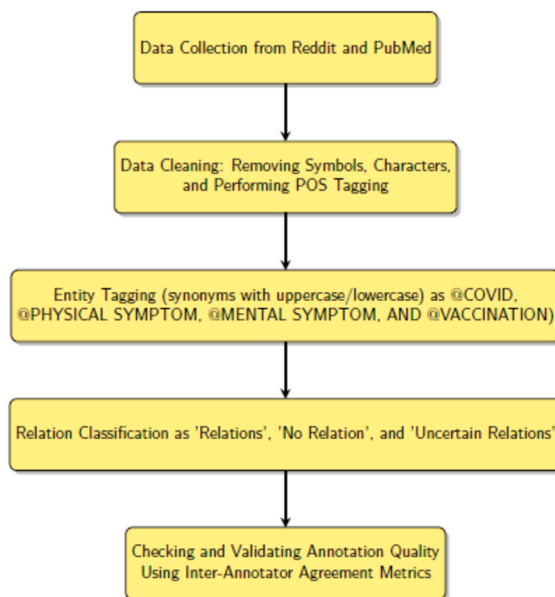 Data Collection from Reddit and PubMed
Data Cleaning: Removing Symbols, Characters,
and Performing POS Tagging
Entity Tagging (synonyms with uppercase/lowercase) as @COVID,
@PHYSICAL SYMPTOM, @MENTAL SYMPTOM, AND @VACCINATION)
Relation Classification as 'Relations', 'No Relation', and 'Uncertain Relations'
Checking and Validating Annotation Quality
Using Inter-Annotator Agreement Metrics